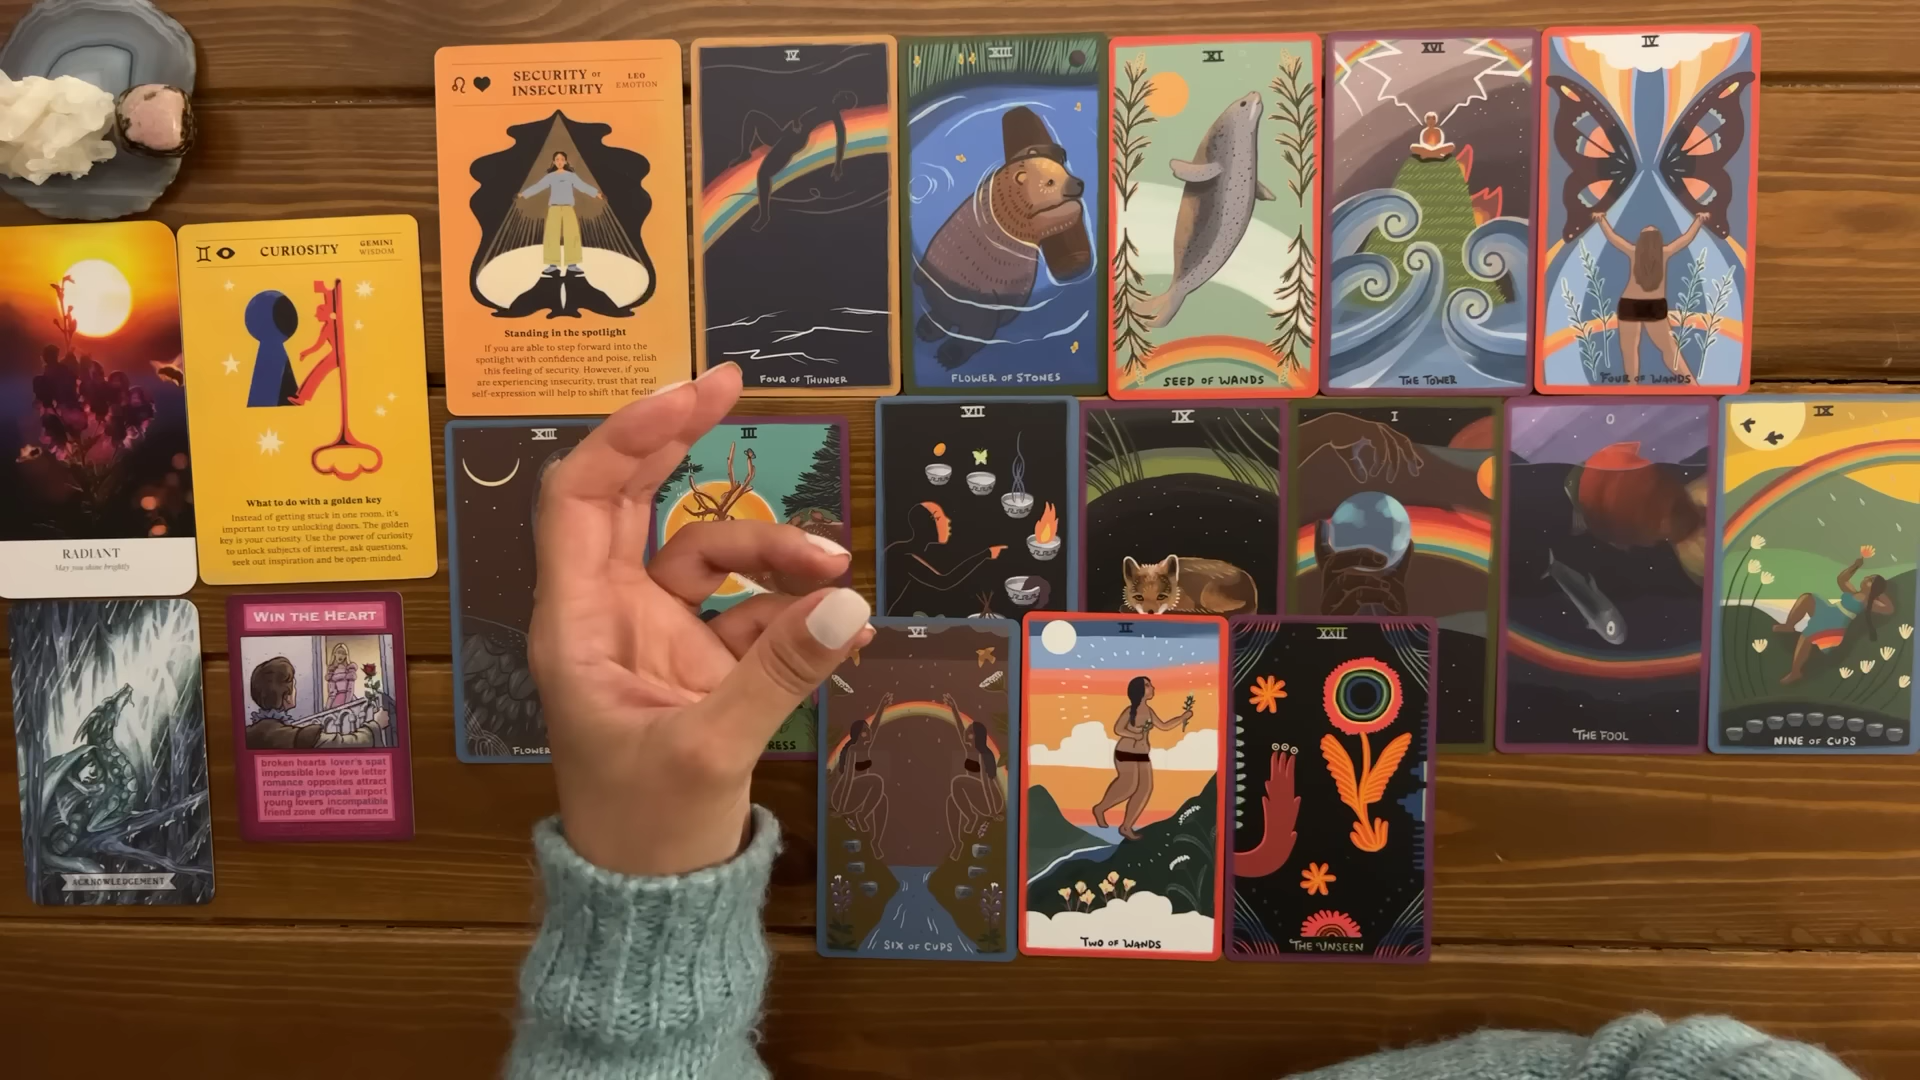 SECURITY or
INSECURITY
LEO
EMOTION
Standing in the spotlight
If you are able to step forward into the
spotlight with confidence and poise, relish
this feeling of security. However, if you
are experiencing insecurity, trust that real
self-expression will help to shift that
IV
FOUR OF THUNDER
XIII
FLOWER OF STONES
XI
SEED OF WANDS
XVI
THE TOWER
IV
FOUR OF WANDS
RADIANT
May you shine brightly
CURIOSITY
GEMINI
WISDOM
What to do with a golden key
Instead of getting stuck in one room, it's
important to try unlocking doors. The golden
key is your curiosity. Use the power of curiosity
to unlock subjects of interest, ask questions,
seek out inspiration and be open-minded.
XIII
FLOWER
III
RESS
VII
IX
I
0
THE FOOL
IX
NINE OF CUPS
ACKNOWLEDGEMENT
WIN THE HEART
broken hearts lover's spat
impossible love love letter
romance opposites attract
marriage proposal airport
young lovers incompatible
friend zone office romance
VI
SIX OF CUPS
II
TWO OF WANDS
XXII
THE UNSEEN